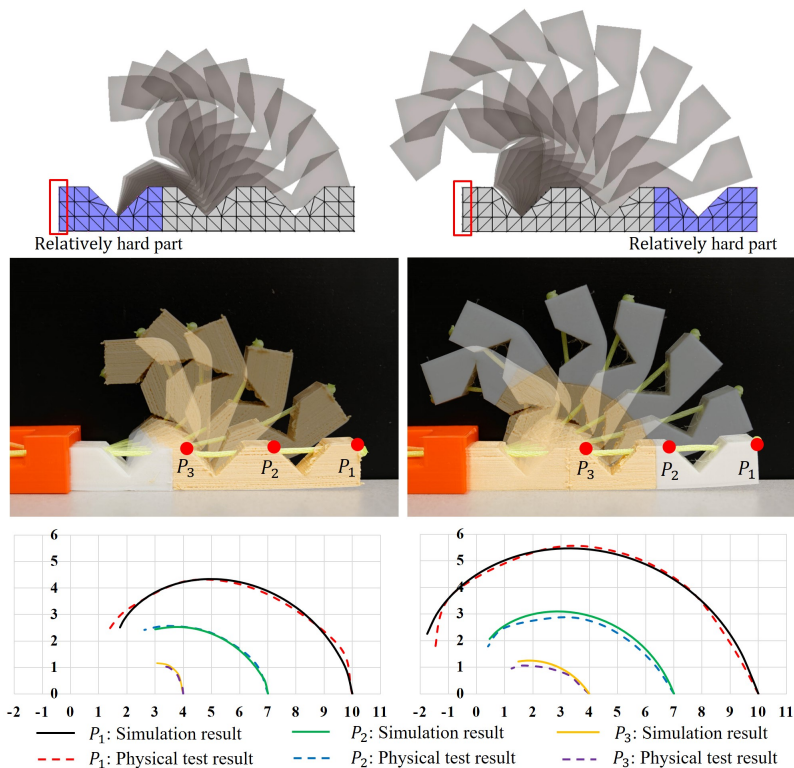 Relatively hard part
Relatively hard part
P₃
P₂
P₁
P₃
P₂
P₁
6
5
4
3
2
1
0
-2 -1 0 1 2 3 4 5 6 7 8 9 10 11
6
5
4
3
2
1
0
-2 -1 0 1 2 3 4 5 6 7 8 9 10 11
P₁: Simulation result
P₂: Simulation result
P₃: Simulation result
P₁: Physical test result
P₂: Physical test result
P₃: Physical test result